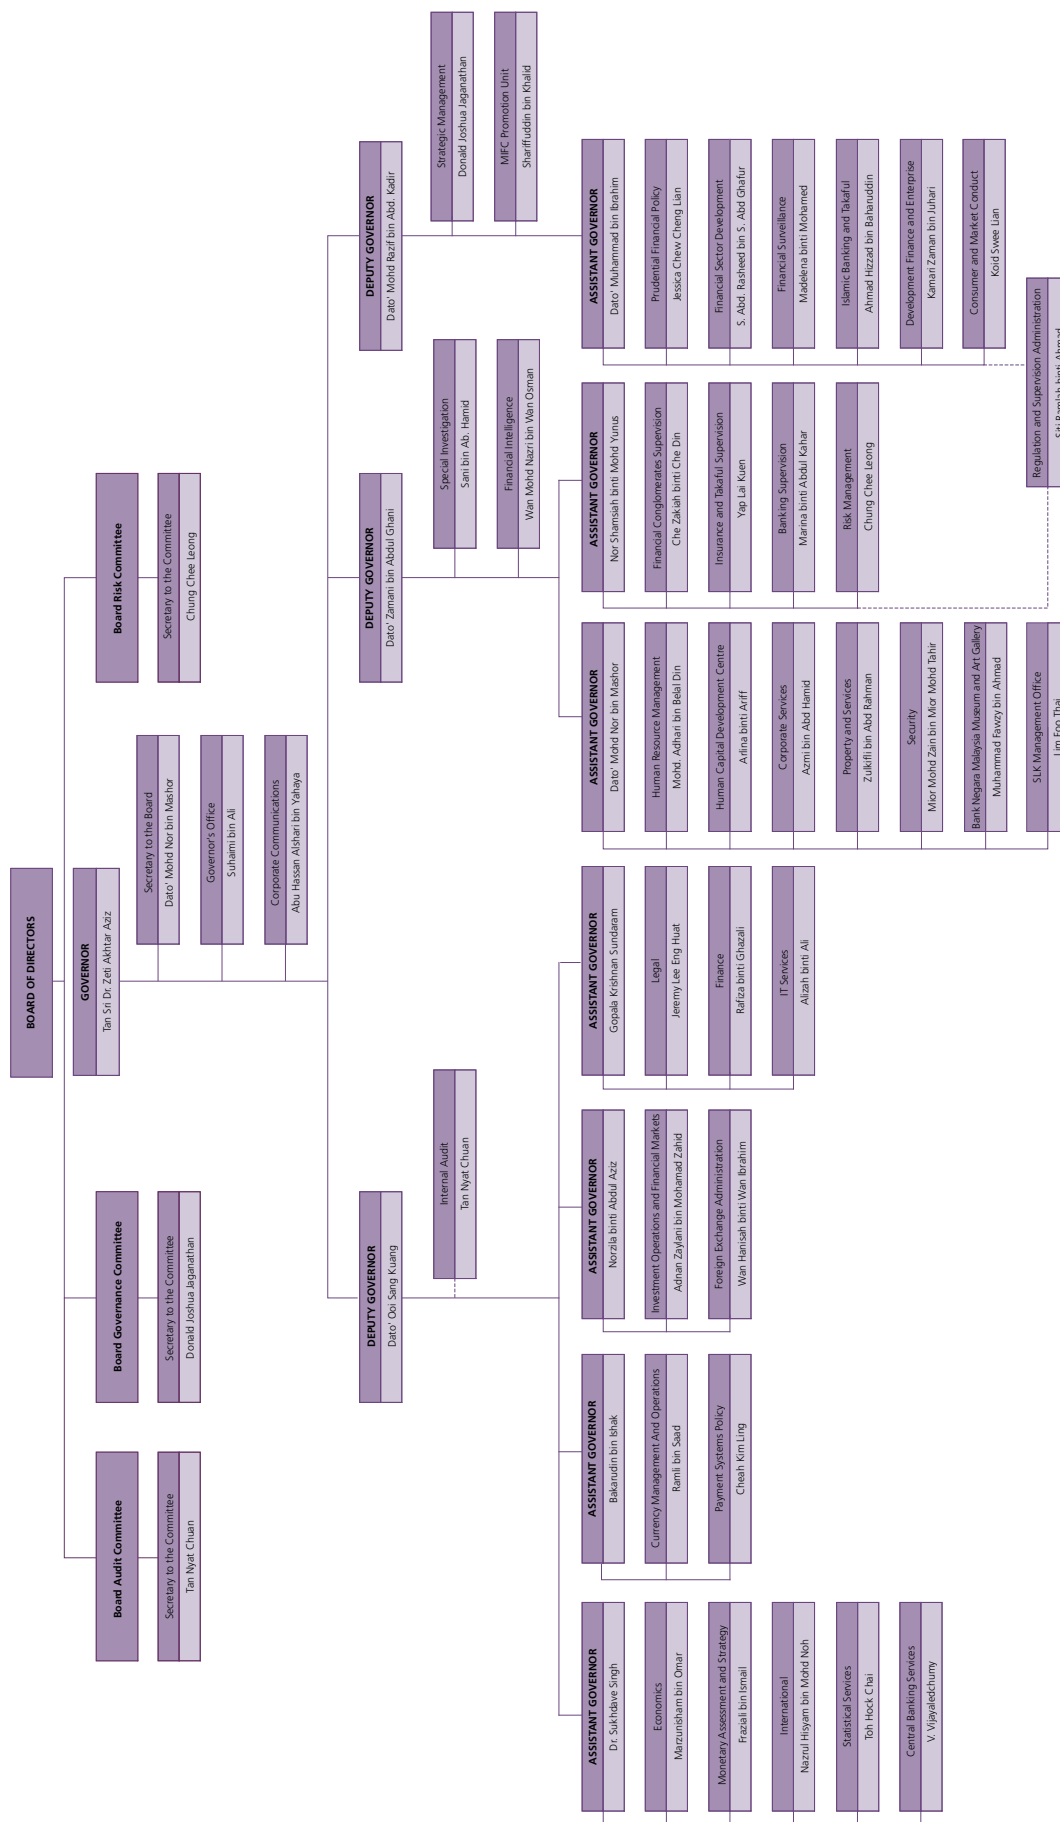 BOARD OF DIRECTORS
GOVERNOR
Tan Sri Dr. Zeti Akhtar Aziz
Board Audit Committee
Secretary to the Committee
Tan Nyat Chuan
Board Governance Committee
Secretary to the Committee
Donald Joshua Jaganathan
Board Risk Committee
Secretary to the Committee
Chung Chee Leong
Secretary to the Board
Dato' Mohd Nor bin Mashor
Governor's Office
Suhaimi bin Ali
Corporate Communications
Abu Hassan Alshari bin Yahaya
DEPUTY GOVERNOR
Dato' Ooi Sang Kuang
Internal Audit
Tan Nyat Chuan
DEPUTY GOVERNOR
Dato' Zamani bin Abdul Ghani
Special Investigation
Sani bin Ab. Hamid
Financial Intelligence
Wan Mohd Nazri bin Wan Osman
DEPUTY GOVERNOR
Dato' Mohd Razif bin Abd. Kadir
Strategic Management
Donald Joshua Jaganathan
MIFC Promotion Unit
Shariffuddin bin Khalid
ASSISTANT GOVERNOR
Dr. Sukhdave Singh
Economics
Marzunisham bin Omar
Monetary Assessment and Strategy
Fraziali bin Ismail
International
Nazrul Hisyam bin Mohd Noh
Statistical Services
Toh Hock Chai
Central Banking Services
V. Vijayaledchumy
ASSISTANT GOVERNOR
Bakarudin bin Ishak
Currency Management And Operations
Ramli bin Saad
Payment Systems Policy
Cheah Kim Ling
ASSISTANT GOVERNOR
Norzila binti Abdul Aziz
Investment Operations and Financial Markets
Adnan Zaylani bin Mohamad Zahid
Foreign Exchange Administration
Wan Hanisah binti Wan Ibrahim
ASSISTANT GOVERNOR
Gopala Krishnan Sundaram
Legal
Jeremy Lee Eng Huat
Finance
Rafiza binti Ghazali
IT Services
Alizah binti Ali
ASSISTANT GOVERNOR
Dato' Mohd Nor bin Mashor
Human Resource Management
Mohd. Adhari bin Belal Din
Human Capital Development Centre
Arlina binti Ariff
Corporate Services
Azmi bin Abd Hamid
Property and Services
Zulkifli bin Abd Rahman
Security
Mior Mohd Zain bin Mior Mohd Tahir
Bank Negara Malaysia Museum and Art Gallery
Muhammad Fawzy bin Ahmad
SLK Management Office
Lim Foo Thai
ASSISTANT GOVERNOR
Nor Shamsiah binti Mohd Yunus
Financial Conglomerates Supervision
Che Zakiah binti Che Din
Insurance and Takaful Supervision
Yap Lai Kuen
Banking Supervision
Marina binti Abdul Kahar
Risk Management
Chung Chee Leong
ASSISTANT GOVERNOR
Dato' Muhammad bin Ibrahim
Prudential Financial Policy
Jessica Chew Cheng Lian
Financial Sector Development
S. Abd. Rasheed bin S. Abd Ghafur
Financial Surveillance
Madelena binti Mohamed
Islamic Banking and Takaful
Ahmad Hizzad bin Baharuddin
Development Finance and Enterprise
Kamari Zaman bin Juhari
Consumer and Market Conduct
Koid Swee Lian
Regulation and Supervision Administration
Siti Ramlah binti Ahmad